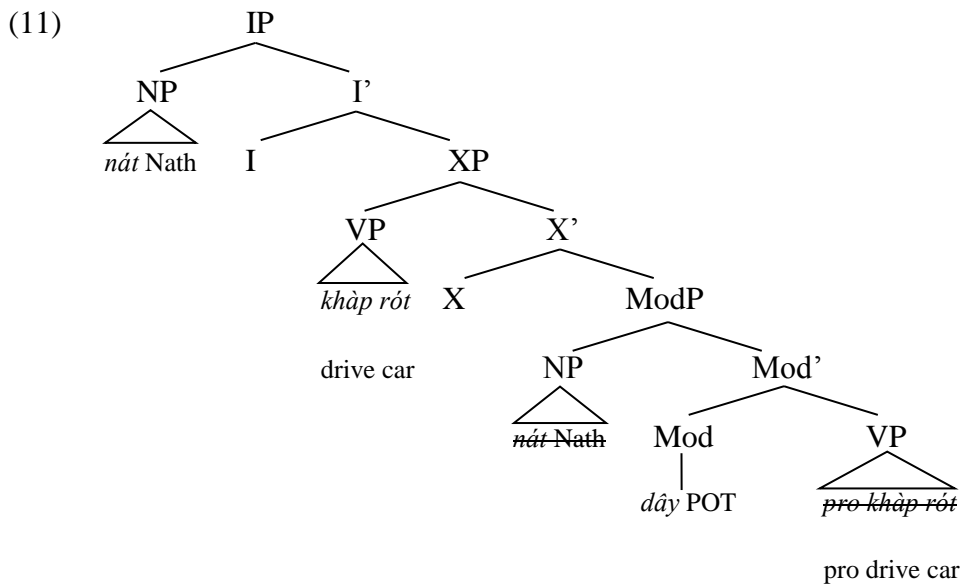 (11) IP
NP I’
nát Nath I XP
VP X’
khàp rót X ModP
drive car NP Mod’
nát Nath Mod VP
dây POT pro khàp rót
pro drive car